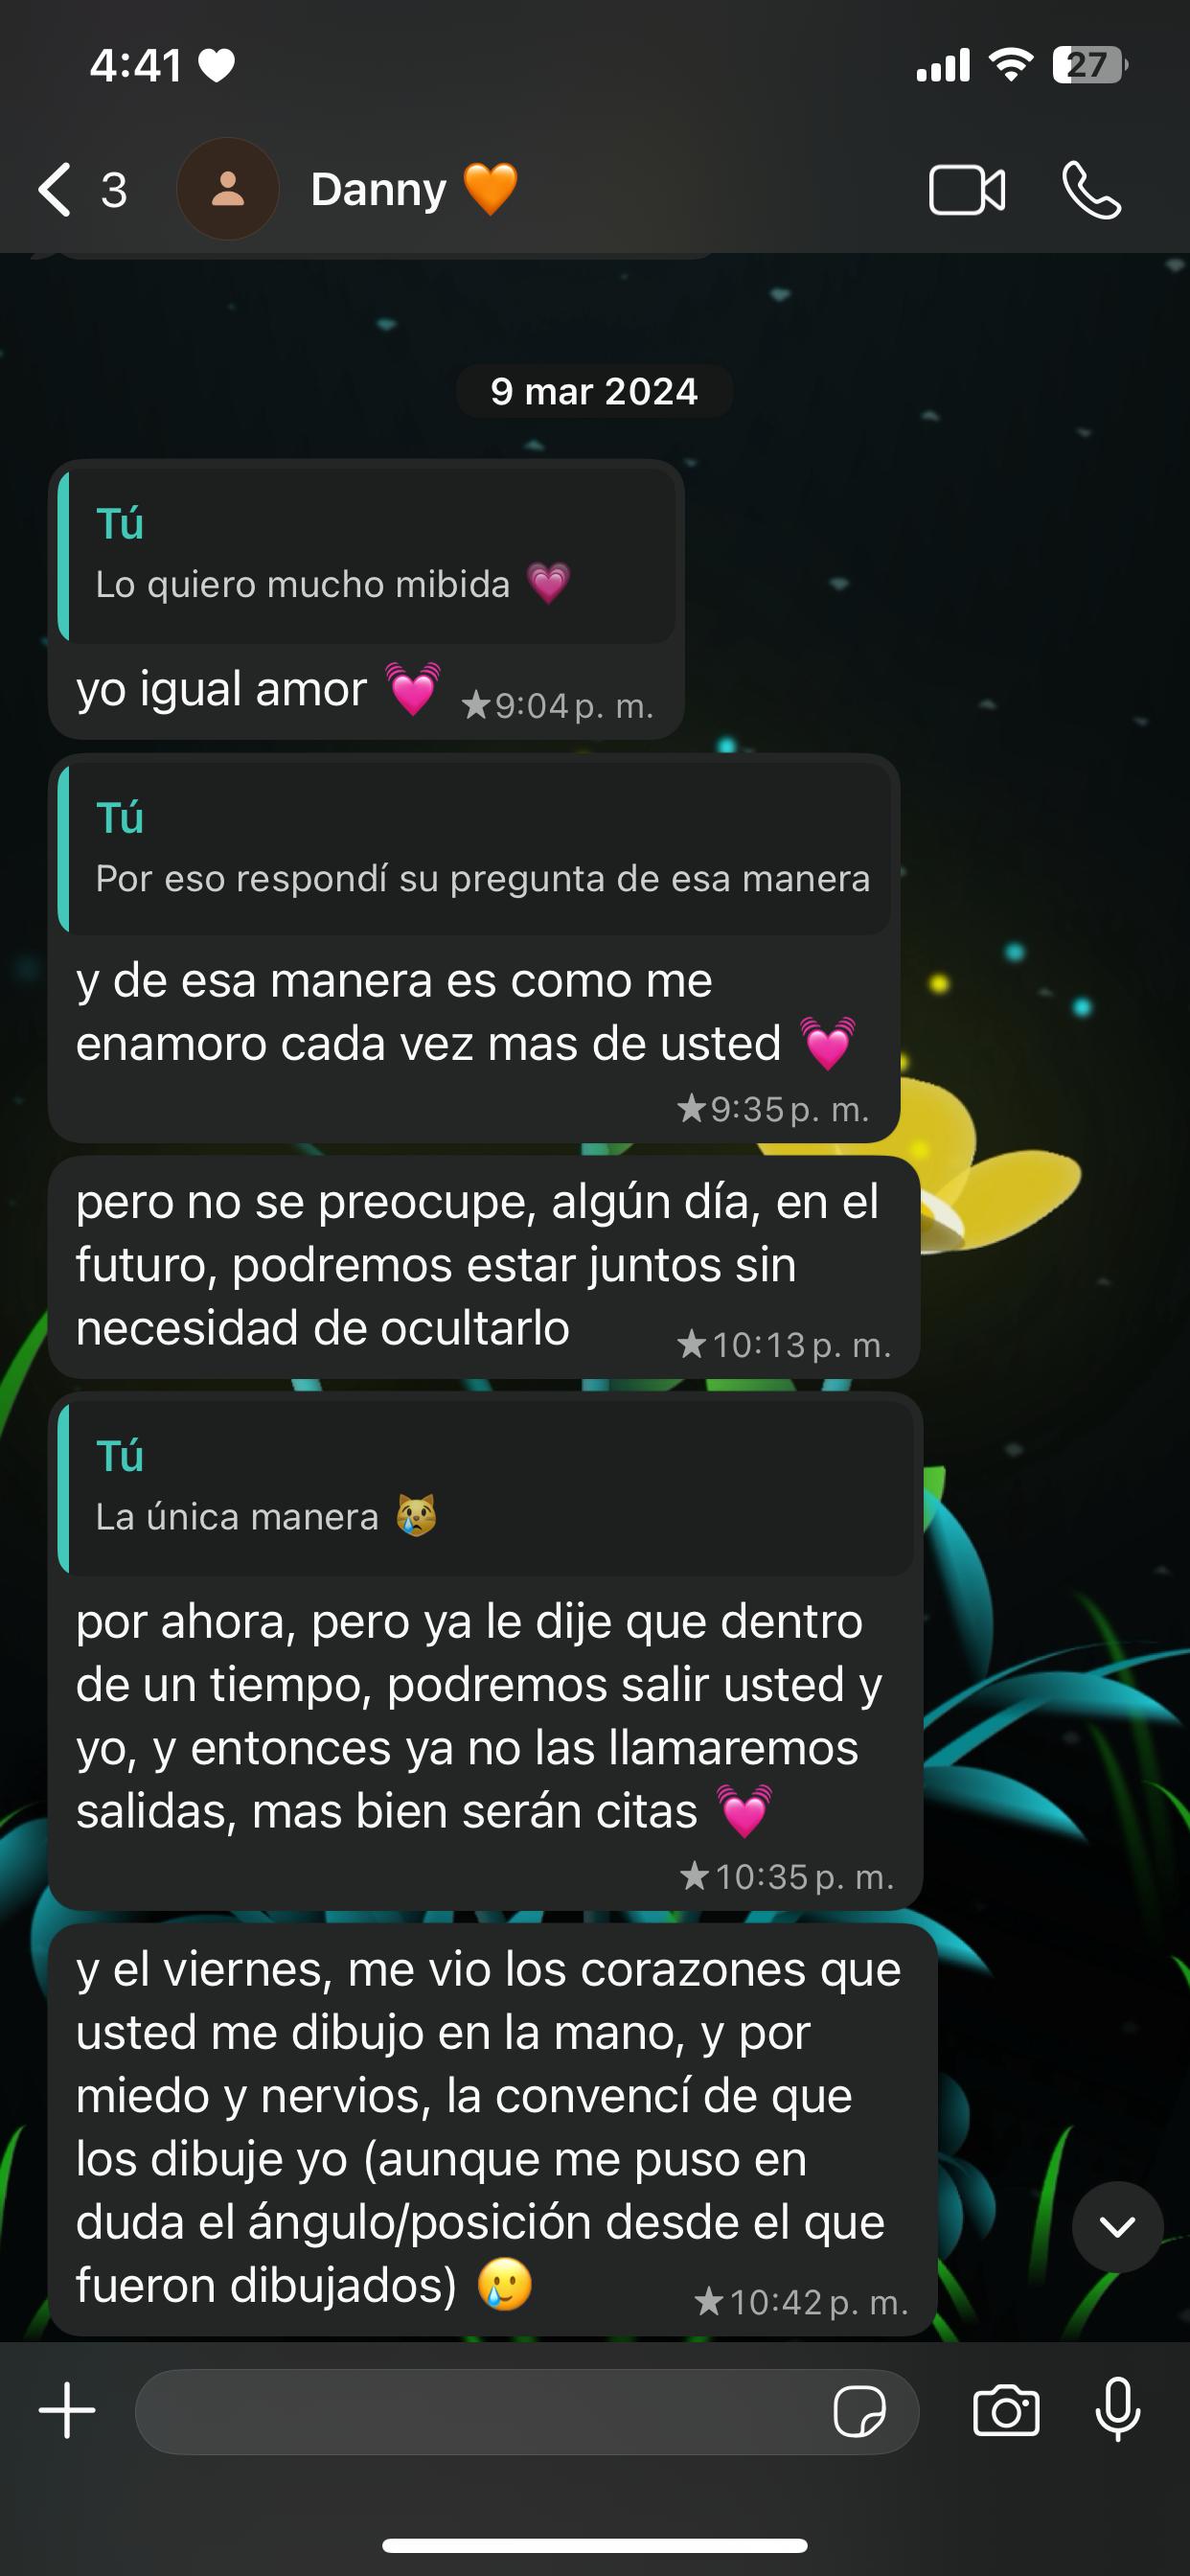 4:41
27
3
Danny 🧡
9 mar 2024
Tú
Lo quiero mucho mibida 💗
yo igual amor 💓
★9:04 p. m.
Tú
Por eso respondí su pregunta de esa manera
y de esa manera es como me
enamoro cada vez mas de usted 💓
★9:35 p. m.
pero no se preocupe, algún día, en el
futuro, podremos estar juntos sin
necesidad de ocultarlo
★10:13 p. m.
Tú
La única manera 😿
por ahora, pero ya le dije que dentro
de un tiempo, podremos salir usted y
yo, y entonces ya no las llamaremos
salidas, mas bien serán citas 💓
★10:35 p. m.
y el viernes, me vio los corazones que
usted me dibujo en la mano, y por
miedo y nervios, la convencí de que
los dibuje yo (aunque me puso en
duda el ángulo/posición desde el que
fueron dibujados) 🥲
★10:42 p. m.